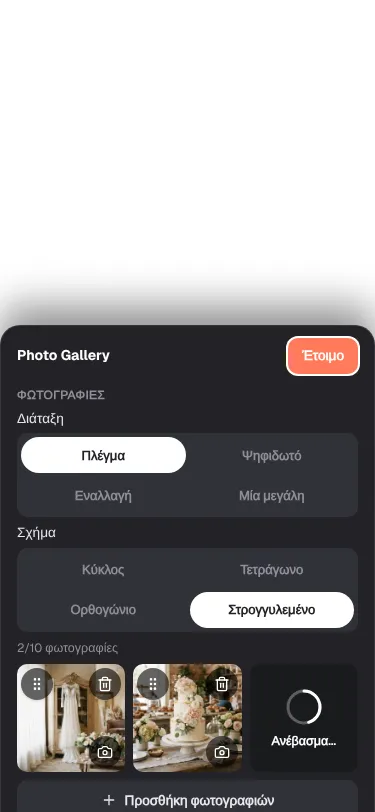 Photo Gallery
Έτοιμο
ΦΩΤΟΓΡΑΦΙΕΣ
Διάταξη
Πλέγμα
Ψηφιδωτό
Εναλλαγή
Μία μεγάλη
Σχήμα
Κύκλος
Τετράγωνο
Ορθογώνιο
Στρογγυλεμένο
2/10 φωτογραφίες
Ανέβασμα...
+ Προσθήκη φωτογραφιών